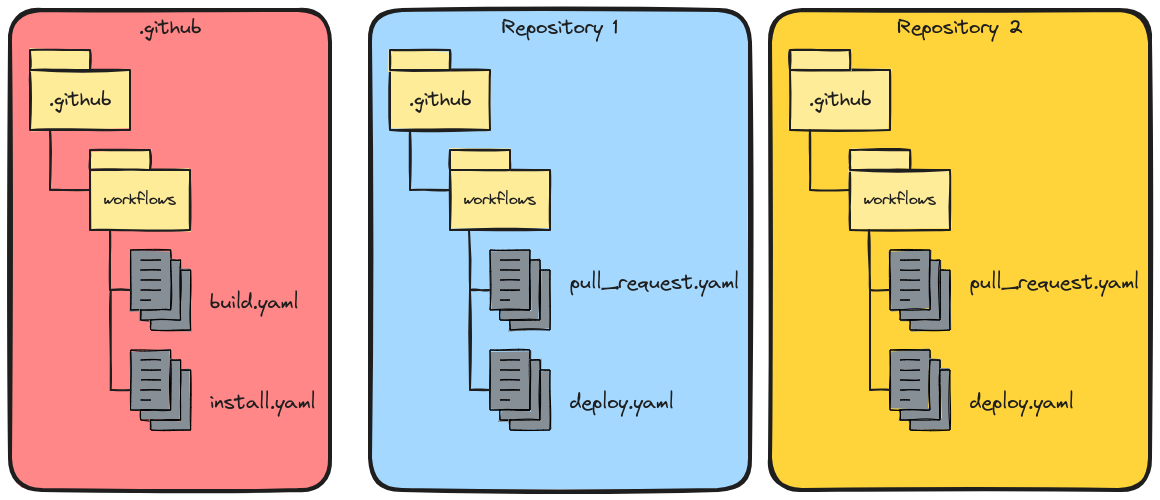 .github
.github
workflows
build.yaml
install.yaml
Repository 1
.github
workflows
pull_request.yaml
deploy.yaml
Repository 2
.github
workflows
pull_request.yaml
deploy.yaml